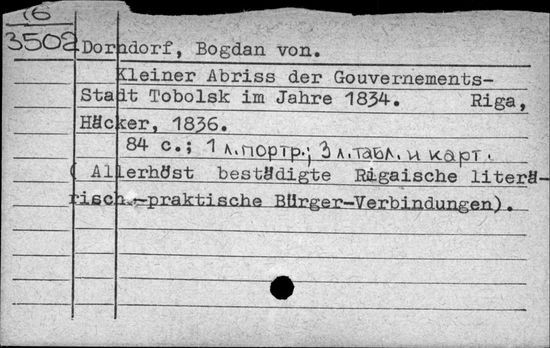 16
3502
Dorndorf, Bogdan von.
Kleiner Abriss der Gouvernements-
Stadt Tobolsk im Jahre 1834. Riga,
Häcker, 1836.
84 с.; 1 л.портр.; 3 л.табл. и карт.
( Allerhöst bestädigte Rigaische literä-
risch.-praktische Bürger-Verbindungen).